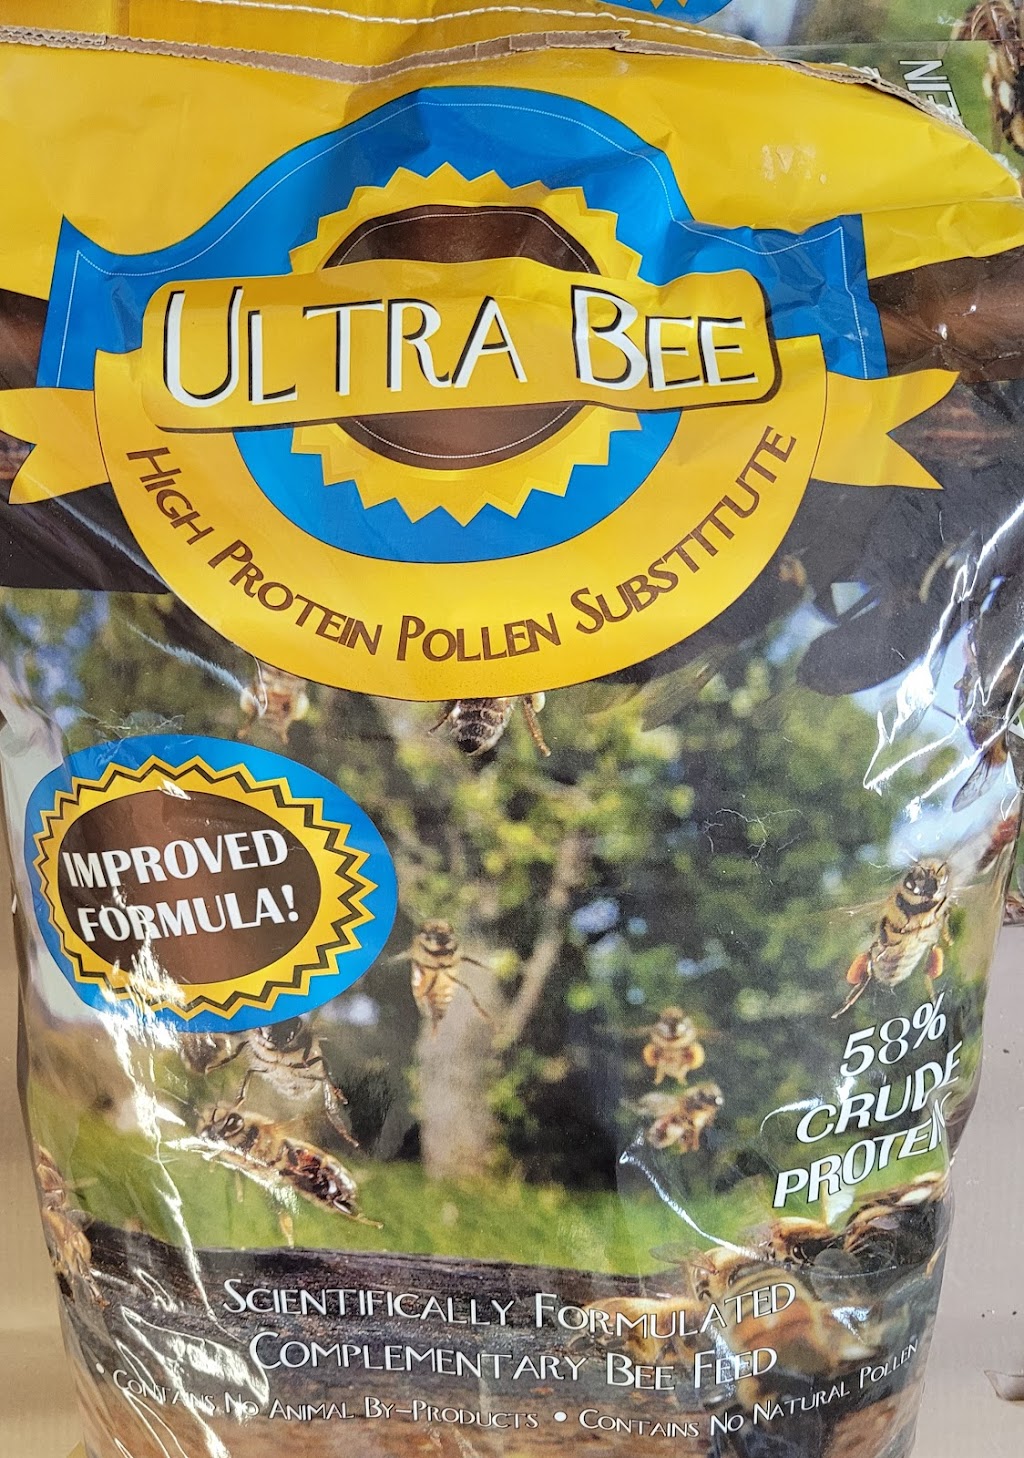 ULTRA BEE
HIGH PROTEIN POLLEN SUBSTITUTE
IMPROVED
FORMULA!
58%
CRUDE
PROTEIN
SCIENTIFICALLY FORMULATED
COMPLEMENTARY BEE FEED
• CONTAINS NO ANIMAL BY-PRODUCTS • CONTAINS NO NATURAL POLLEN